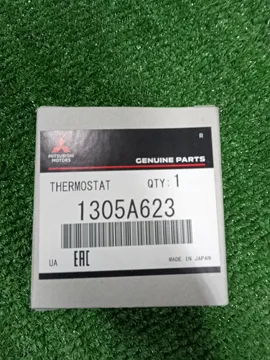 R
MITSUBISHI
MOTORS
GENUINE PARTS
THERMOSTAT QTY: 1
1305A623
UA EAC MADE IN JAPAN